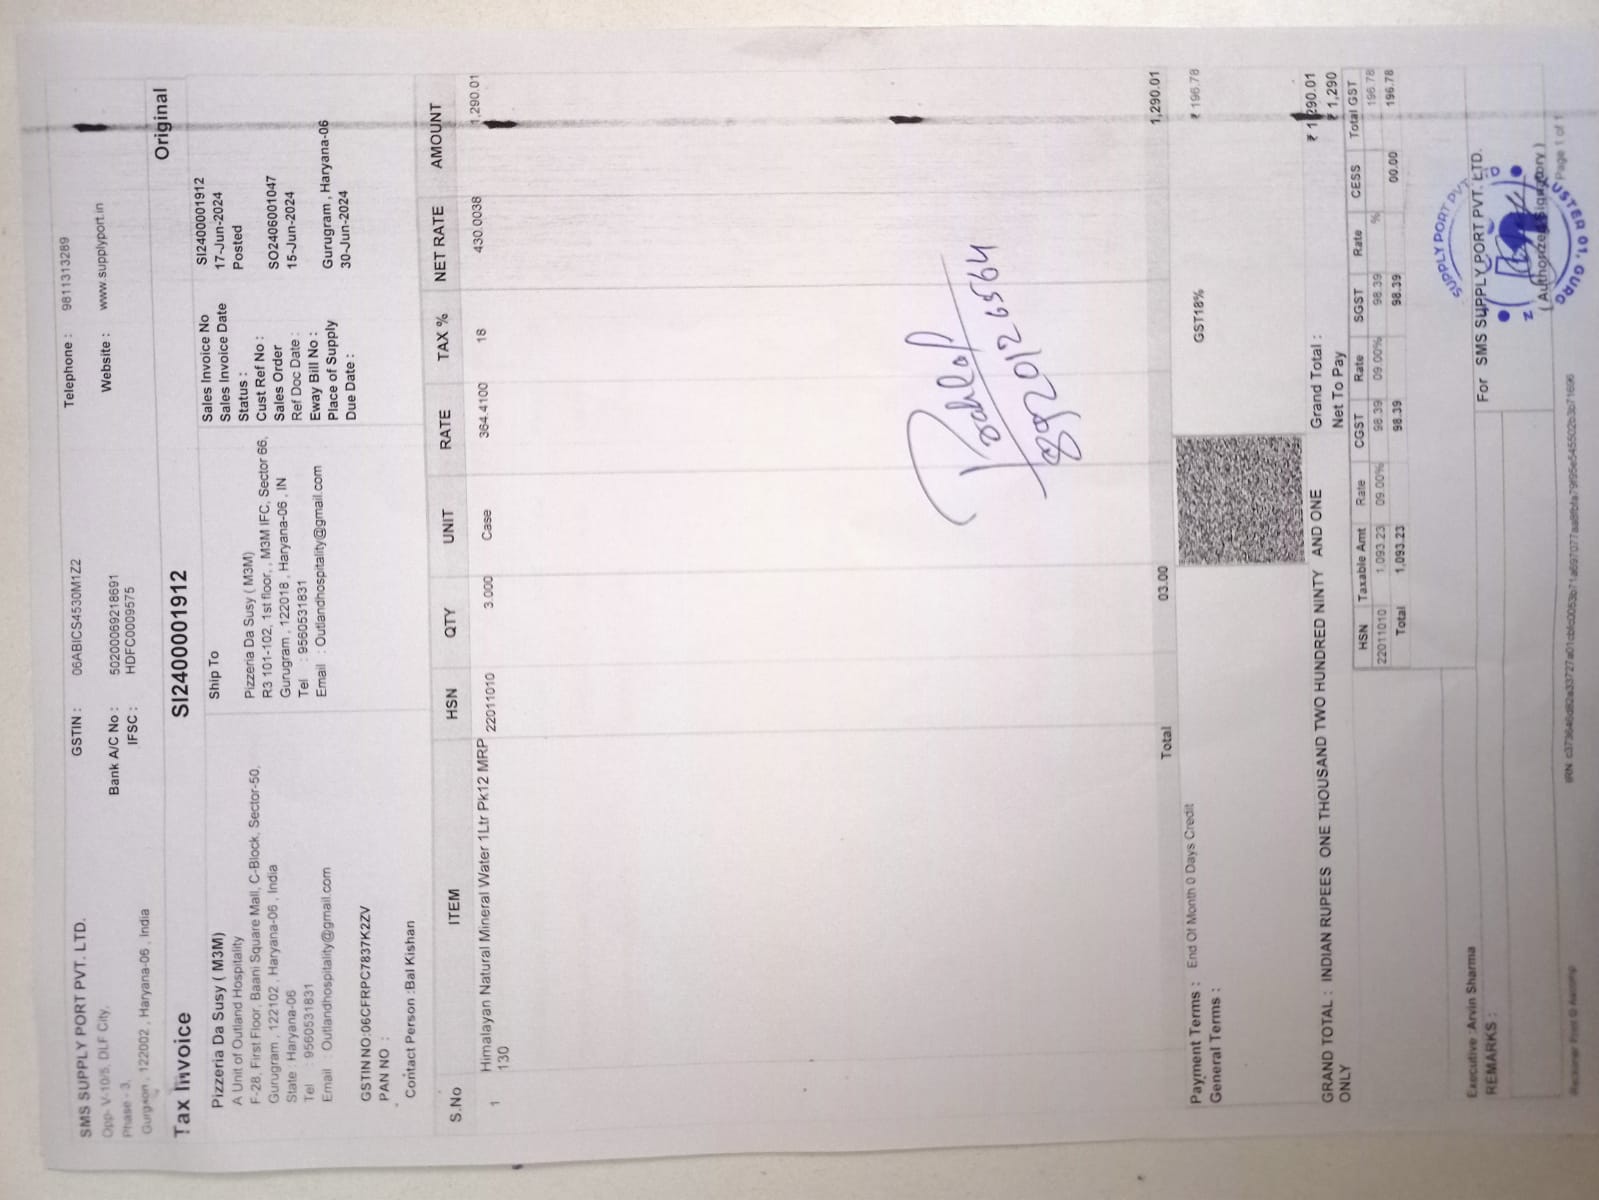 SMS SUPPLY PORT PVT. LTD. GSTIN : 06ABICS4530M1Z2 Telephone : 9811313289
Opp- V-10/5, DLF City,
Phase - 3, Bank A/C No : 50200069218691 Website : www.supplyport.in
Gurgaon , 122002 , Haryana-06 , India IFSC : HDFC0009575
Tax Invoice SI2400001912 Original
Pizzeria Da Susy ( M3M)
A Unit of Outland Hospitality
F-28, First Floor, Baani Square Mall, C-Block, Sector-50,
Gurugram , 122102 , Haryana-06 , India
State : Haryana-06
Tel : 9560531831
Email : Outlandhospitality@gmail.com
GSTIN NO:06CFRPC7837K2ZV
PAN NO :
Contact Person :Bal Kishan
Ship To
Pizzeria Da Susy ( M3M)
R3 101-102, 1st floor, , M3M IFC, Sector 66,
Gurugram , 122018 , Haryana-06 , IN
Tel : 9560531831
Email : Outlandhospitality@gmail.com
Sales Invoice No SI2400001912
Sales Invoice Date 17-Jun-2024
Status : Posted
Cust Ref No :
Sales Order SO2406001047
Ref Doc Date : 15-Jun-2024
Eway Bill No :
Place of Supply Gurugram , Haryana-06
Due Date : 30-Jun-2024
S.No ITEM HSN QTY UNIT RATE TAX % NET RATE AMOUNT
1 Himalayan Natural Mineral Water 1Ltr Pk12 MRP 22011010 3.000 Case 364.4100 18 430.0038 1,290.01
130
8920126564
Total 03.00 1,290.01
Payment Terms : End Of Month 0 Days Credit GST18% ₹ 196.78
General Terms :
Grand Total : ₹ 1,290.01
GRAND TOTAL : INDIAN RUPEES ONE THOUSAND TWO HUNDRED NINTY AND ONE
ONLY
Net To Pay ₹ 1,290
HSN Taxable Amt Rate CGST Rate SGST Rate CESS Total GST
22011010 1,093.23 09.00% 98.39 09.00% 98.39 % 196.78
Total 1,093.23 98.39 98.39 00.00 196.78
Executive :Arvin Sharma
REMARKS :
For SMS SUPPLY PORT PVT. LTD.
SUPPLY PORT PVT
( Authorized Signatory )
Page 1 of 1